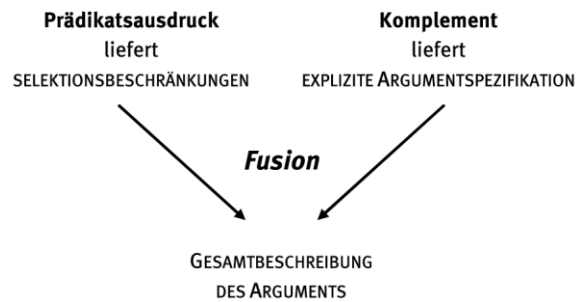 Prädikatsausdruck
liefert
SELEKTIONSBESCHRÄNKUNGEN
Komplement
liefert
EXPLIZITE ARGUMENTSPEZIFIKATION
Fusion
GESAMTBESCHREIBUNG
DES ARGUMENTS